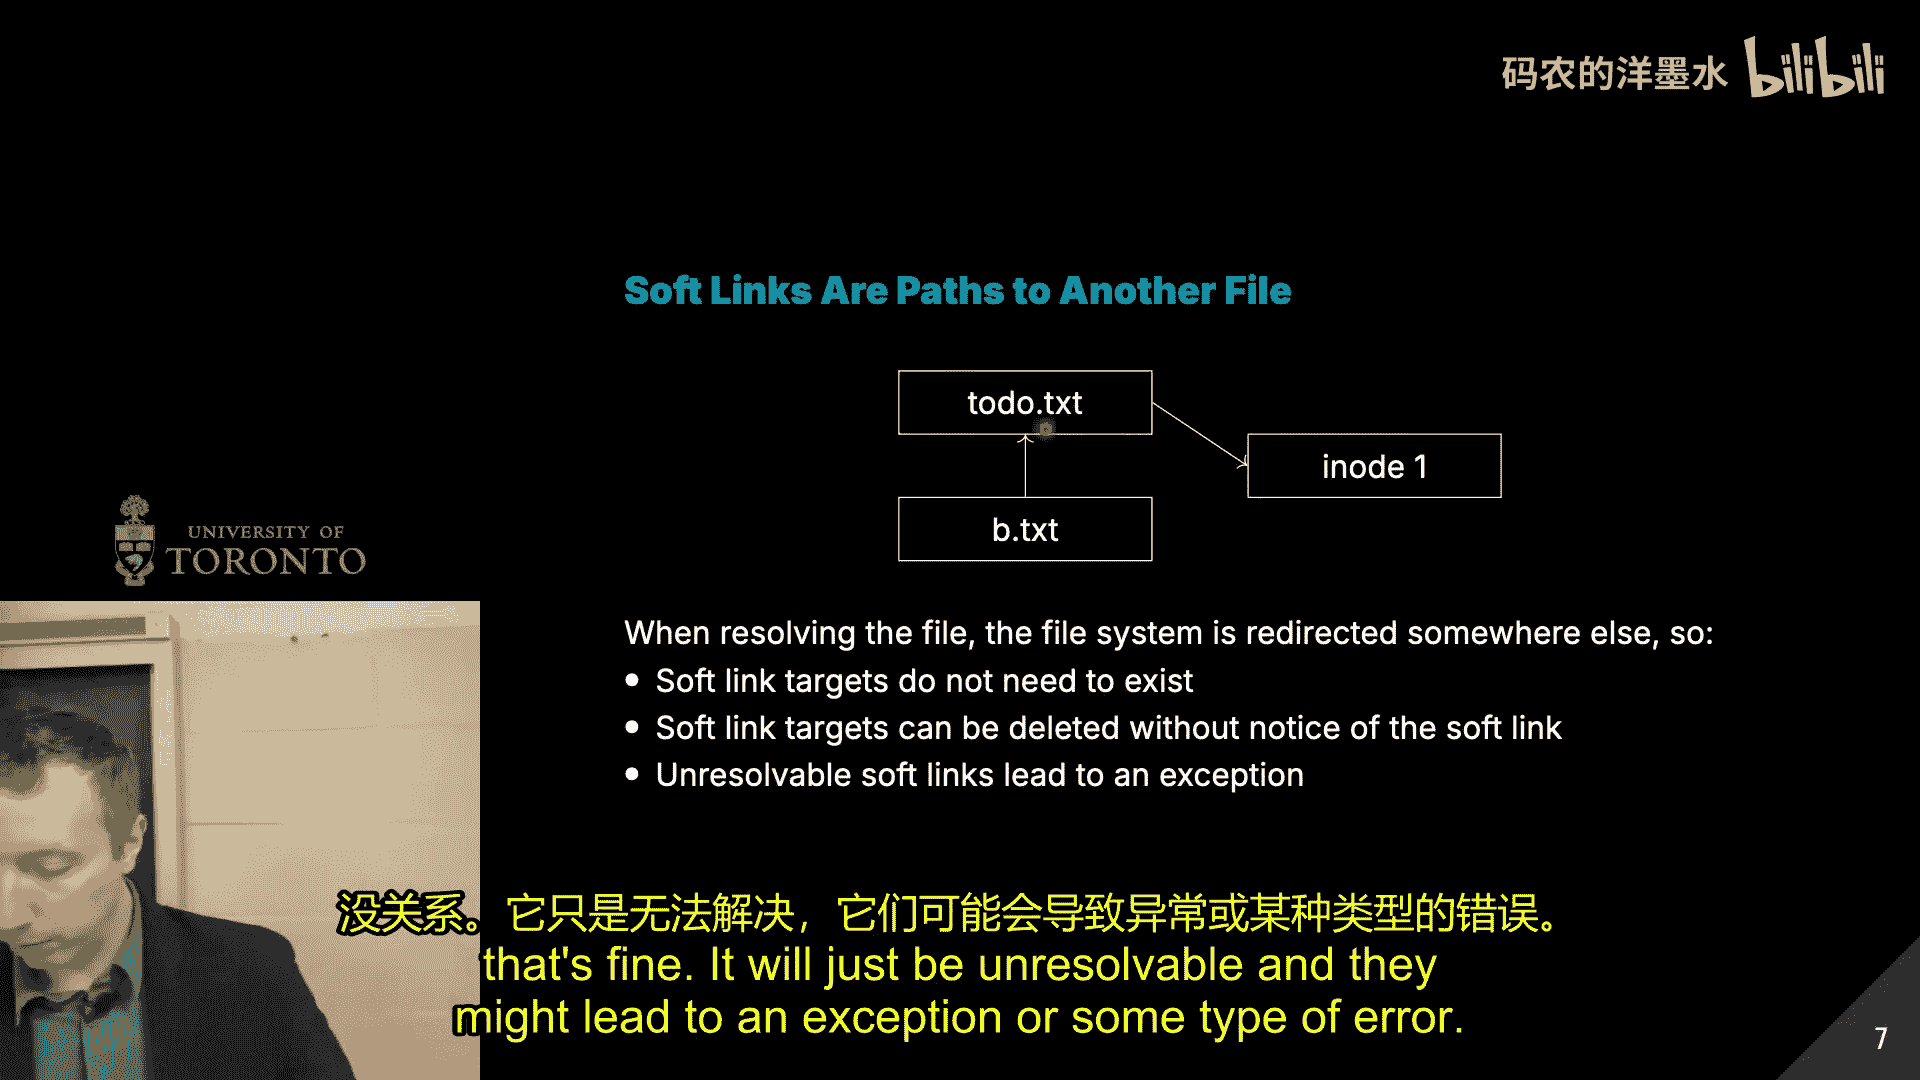 码农的洋墨水 bilibili
Soft Links Are Paths to Another File
todo.txt
inode 1
b.txt
UNIVERSITY OF
TORONTO
When resolving the file, the file system is redirected somewhere else, so:
• Soft link targets do not need to exist
• Soft link targets can be deleted without notice of the soft link
• Unresolvable soft links lead to an exception
没关系。它只是无法解决，它们可能会导致异常或某种类型的错误。
that's fine. It will just be unresolvable and they
might lead to an exception or some type of error.
7